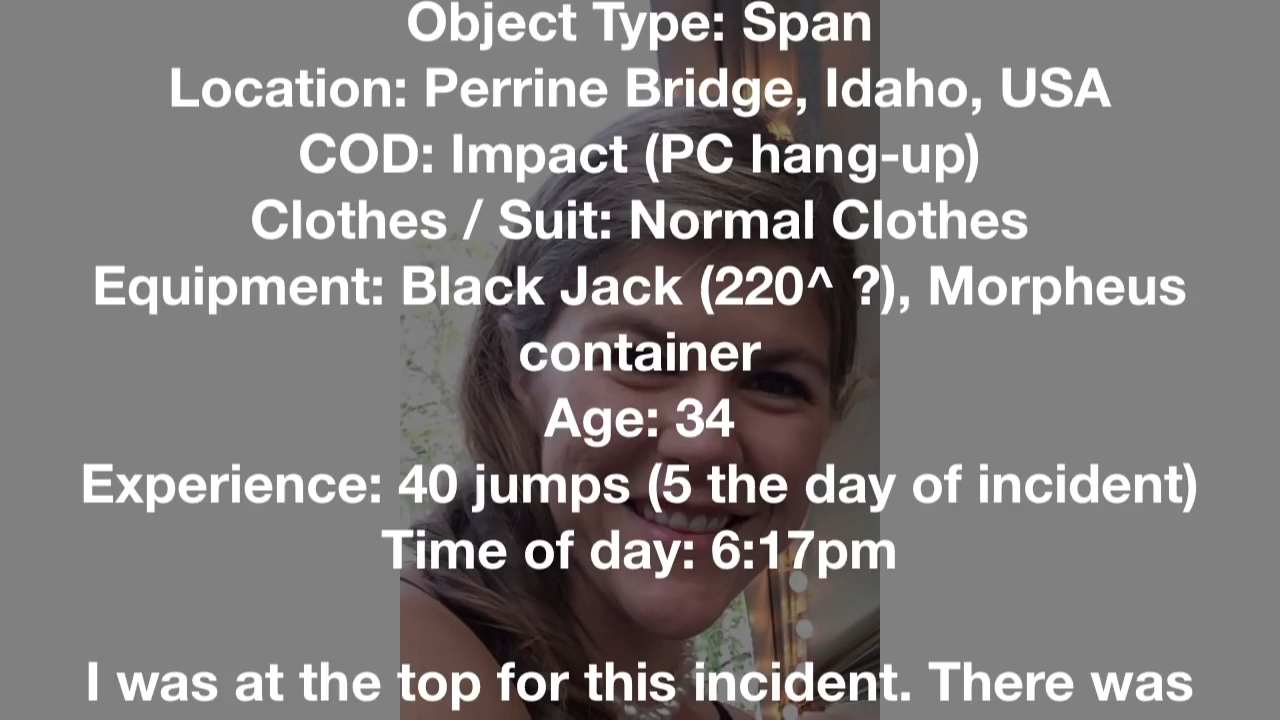 Object Type: Span
Location: Perrine Bridge, Idaho, USA
COD: Impact (PC hang-up)
Clothes / Suit: Normal Clothes
Equipment: Black Jack (220^ ?), Morpheus
container
Age: 34
Experience: 40 jumps (5 the day of incident)
Time of day: 6:17pm
I was at the top for this incident. There was